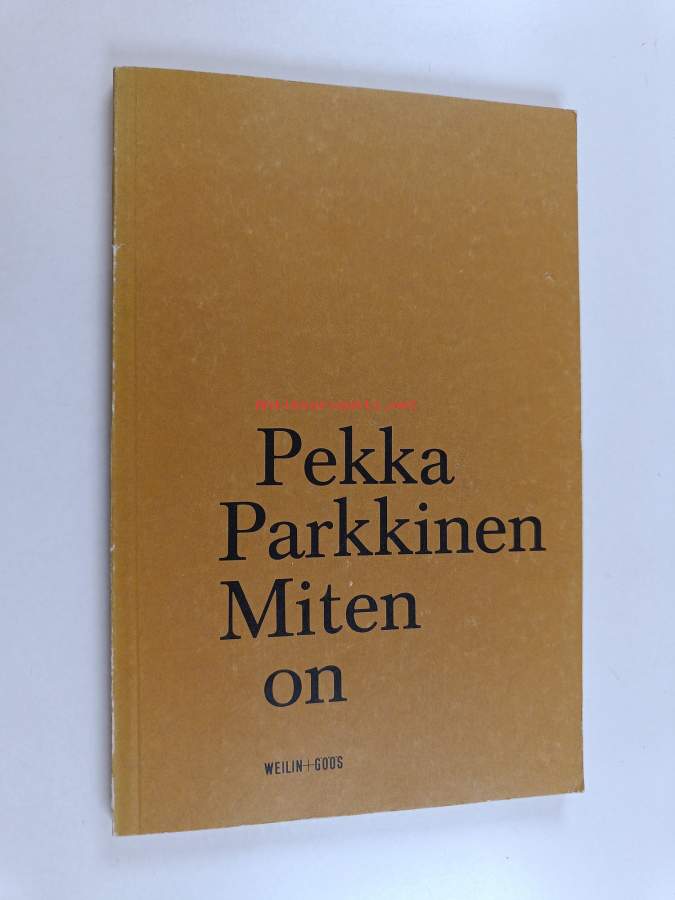 Pekka
Parkkinen
Miten
on
WEILIN+GÖÖS